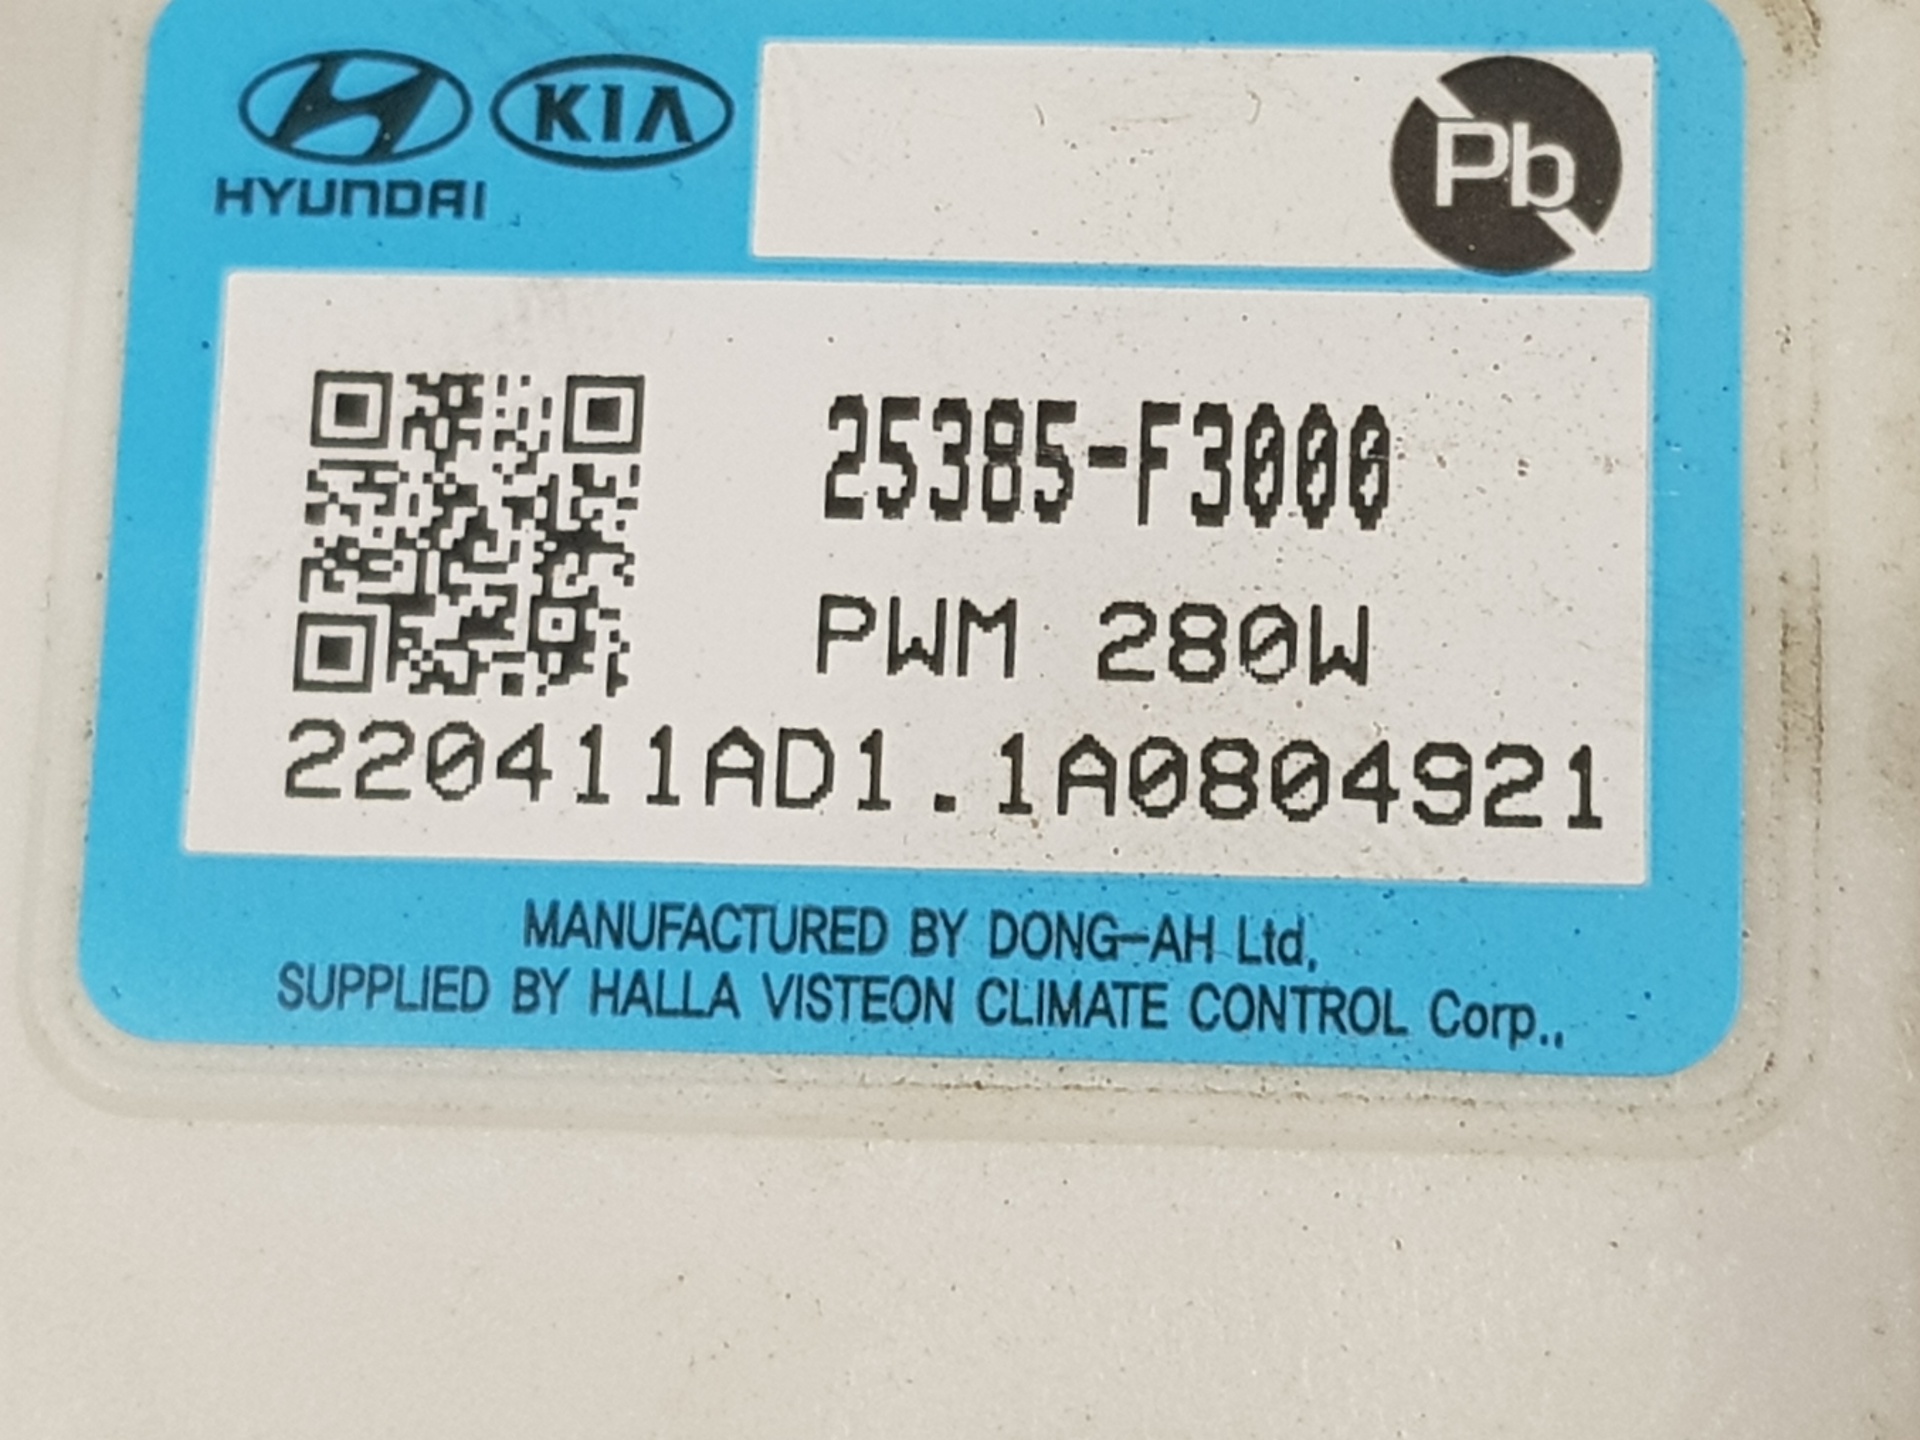 HYUNDAI KIA
Pb
25385-F3000
PWM 280W
220411AD1.1A0804921
MANUFACTURED BY DONG-AH Ltd.
SUPPLIED BY HALLA VISTEON CLIMATE CONTROL Corp..